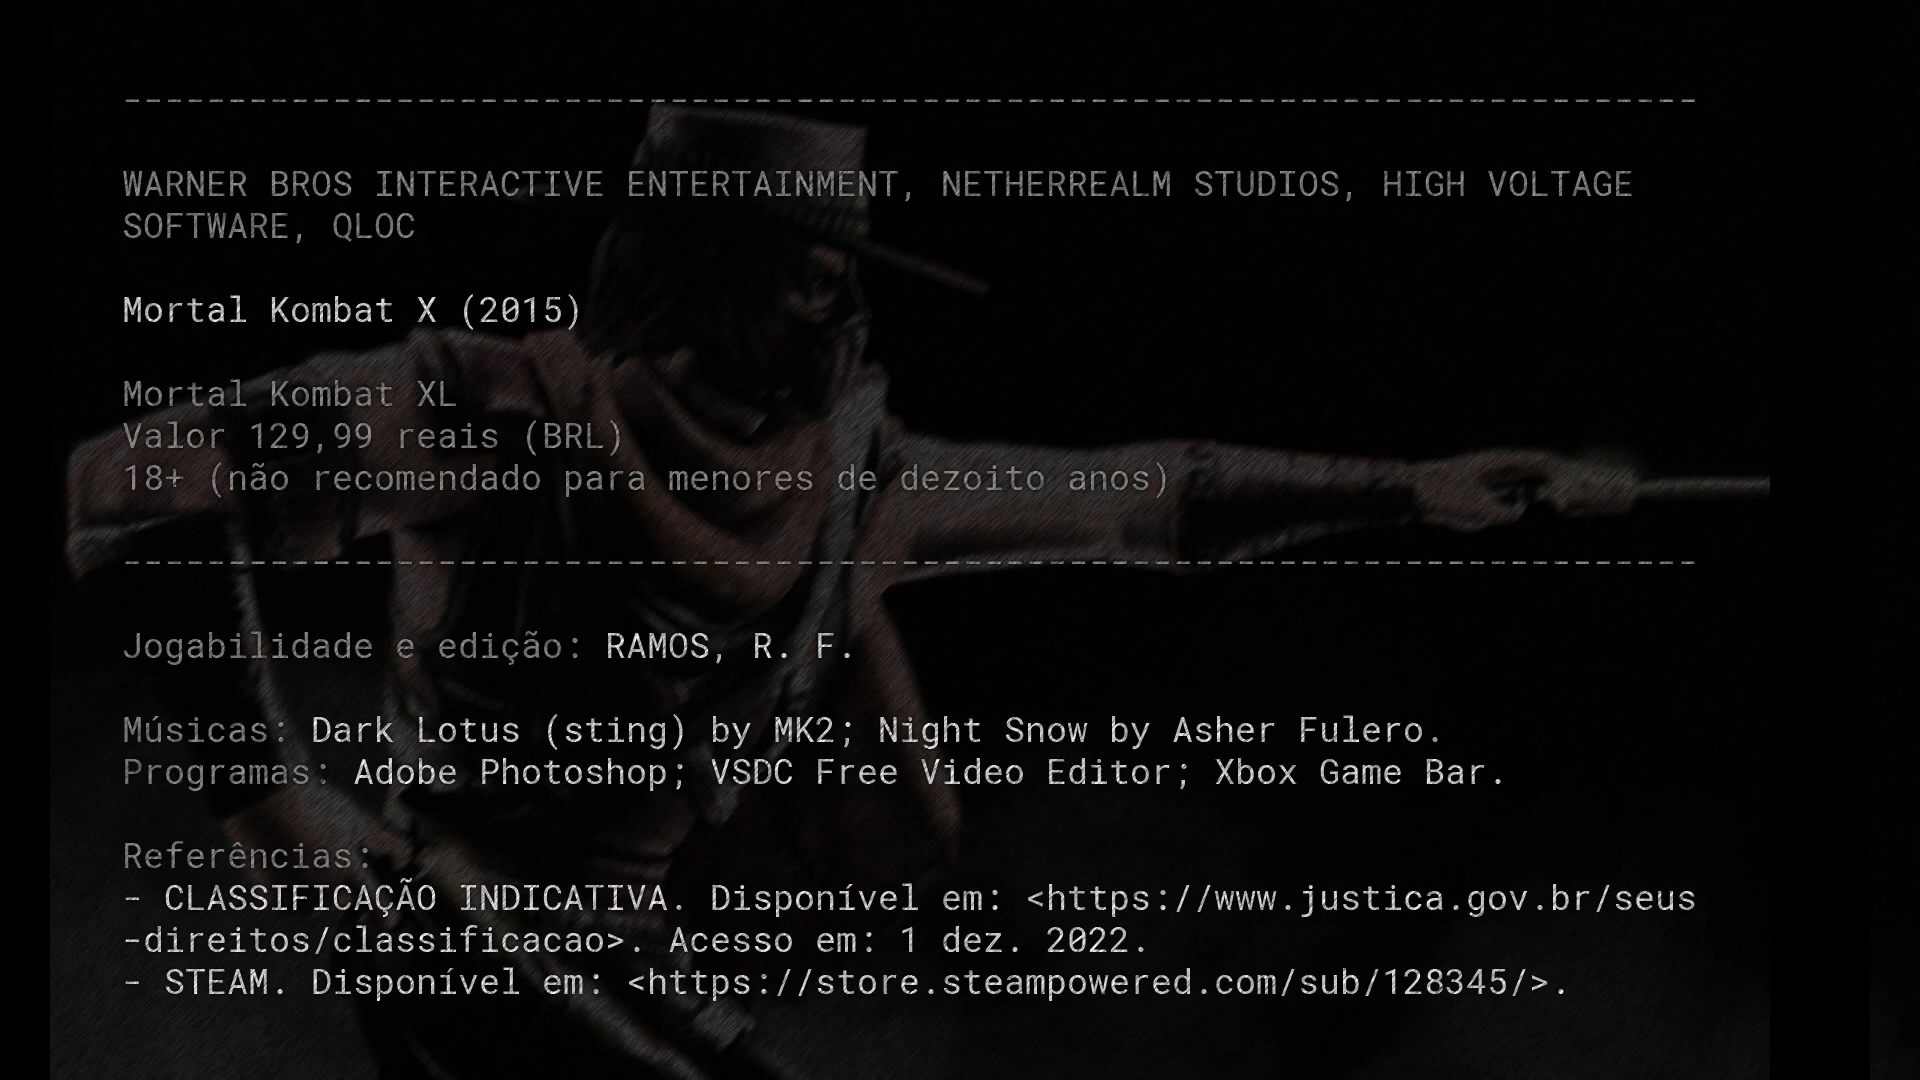 ---------------------------------------------------------------------------
WARNER BROS INTERACTIVE ENTERTAINMENT, NETHERREALM STUDIOS, HIGH VOLTAGE
SOFTWARE, QLOC
Mortal Kombat X (2015)
Mortal Kombat XL
Valor 129,99 reais (BRL)
18+ (não recomendado para menores de dezoito anos)
---------------------------------------------------------------------------
Jogabilidade e edição: RAMOS, R. F.
Músicas: Dark Lotus (sting) by MK2; Night Snow by Asher Fulero.
Programas: Adobe Photoshop; VSDC Free Video Editor; Xbox Game Bar.
Referências:
- CLASSIFICAÇÃO INDICATIVA. Disponível em: <https://www.justica.gov.br/seus
-direitos/classificacao>. Acesso em: 1 dez. 2022.
- STEAM. Disponível em: <https://store.steampowered.com/sub/128345/>.